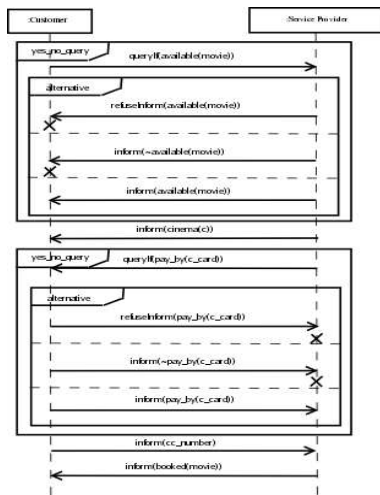 :Customer
:Service Provider
yes_no_query
queryIf(available(movie))
alternative
refuseInform(available(movie))
inform(~available(movie))
inform(available(movie))
inform(cinema(c))
yes_no_query
queryIf(pay_by(c_card))
alternative
refuseInform(pay_by(c_card))
inform(~pay_by(c_card))
inform(pay_by(c_card))
inform(cc_number)
inform(booked(movie))